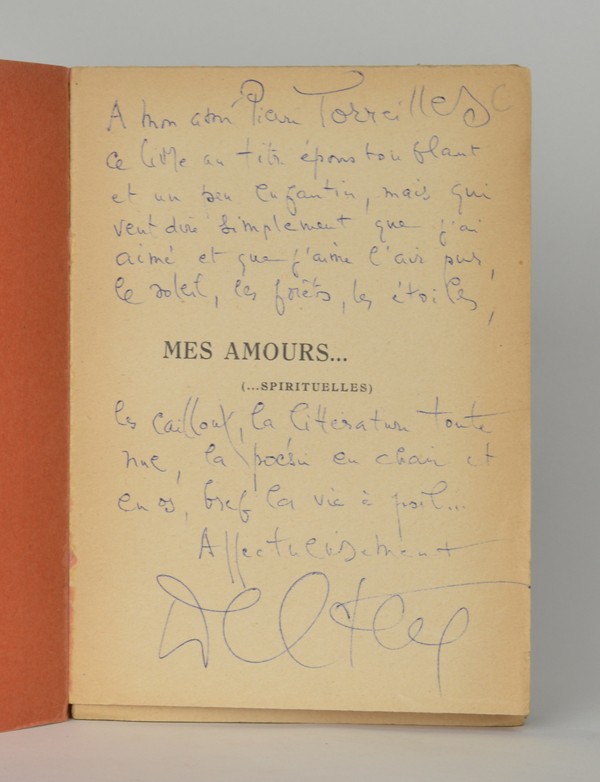 A mon ami Pierre Torreilles
ce livre au titre époustouflant
et un peu enfantin, mais qui
veut dire simplement que j'ai
aimé et que j'aime l'air pur,
le soleil, les forêts, les étoiles,
MES AMOURS...
(...SPIRITUELLES)
les cailloux, la littérature toute
nue, la poésie en chair et
en os, bref la vie à poil...
Affectueusement
Delteil